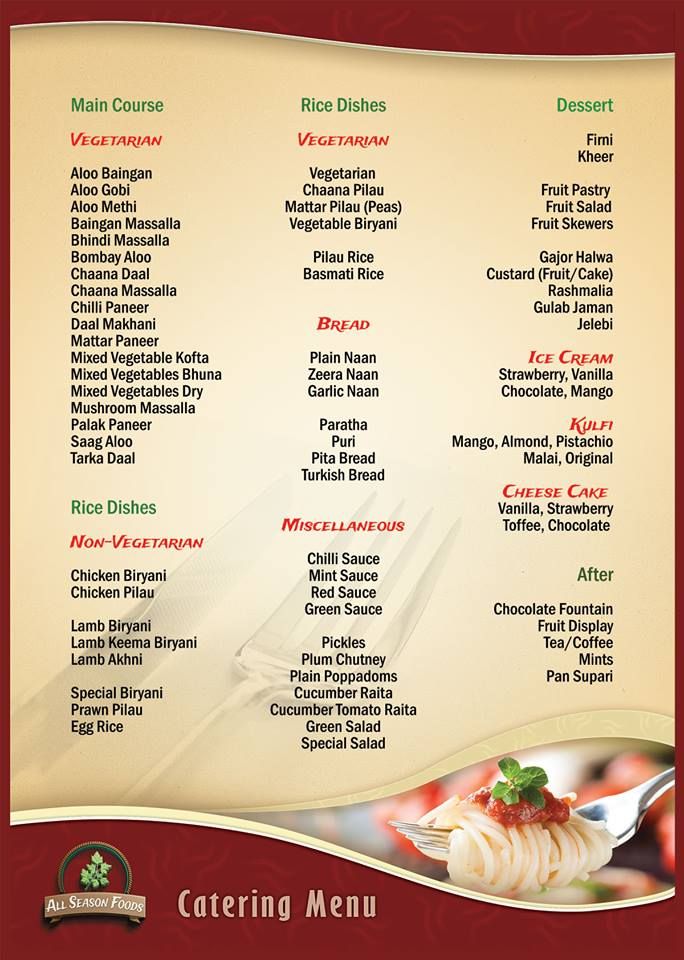 Main Course
VEGETARIAN
Aloo Baingan
Aloo Gobi
Aloo Methi
Baingan Massalla
Bhindi Massalla
Bombay Aloo
Chaana Daal
Chaana Massalla
Chilli Paneer
Daal Makhani
Mattar Paneer
Mixed Vegetable Kofta
Mixed Vegetables Bhuna
Mixed Vegetables Dry
Mushroom Massalla
Palak Paneer
Saag Aloo
Tarka Daal
Rice Dishes
NON-VEGETARIAN
Chicken Biryani
Chicken Pilau
Lamb Biryani
Lamb Keema Biryani
Lamb Akhni
Special Biryani
Prawn Pilau
Egg Rice
Rice Dishes
VEGETARIAN
Vegetarian
Chaana Pilau
Mattar Pilau (Peas)
Vegetable Biryani
Pilau Rice
Basmati Rice
BREAD
Plain Naan
Zeera Naan
Garlic Naan
Paratha
Puri
Pita Bread
Turkish Bread
MISCELLANEOUS
Chilli Sauce
Mint Sauce
Red Sauce
Green Sauce
Pickles
Plum Chutney
Plain Poppadoms
Cucumber Raita
Cucumber Tomato Raita
Green Salad
Special Salad
Dessert
Firni
Kheer
Fruit Pastry
Fruit Salad
Fruit Skewers
Gajor Halwa
Custard (Fruit/Cake)
Rashmalia
Gulab Jaman
Jelebi
ICE CREAM
Strawberry, Vanilla
Chocolate, Mango
KULFI
Mango, Almond, Pistachio
Malai, Original
CHEESE CAKE
Vanilla, Strawberry
Toffee, Chocolate
After
Chocolate Fountain
Fruit Display
Tea/Coffee
Mints
Pan Supari
ALL SEASON FOODS
Catering Menu